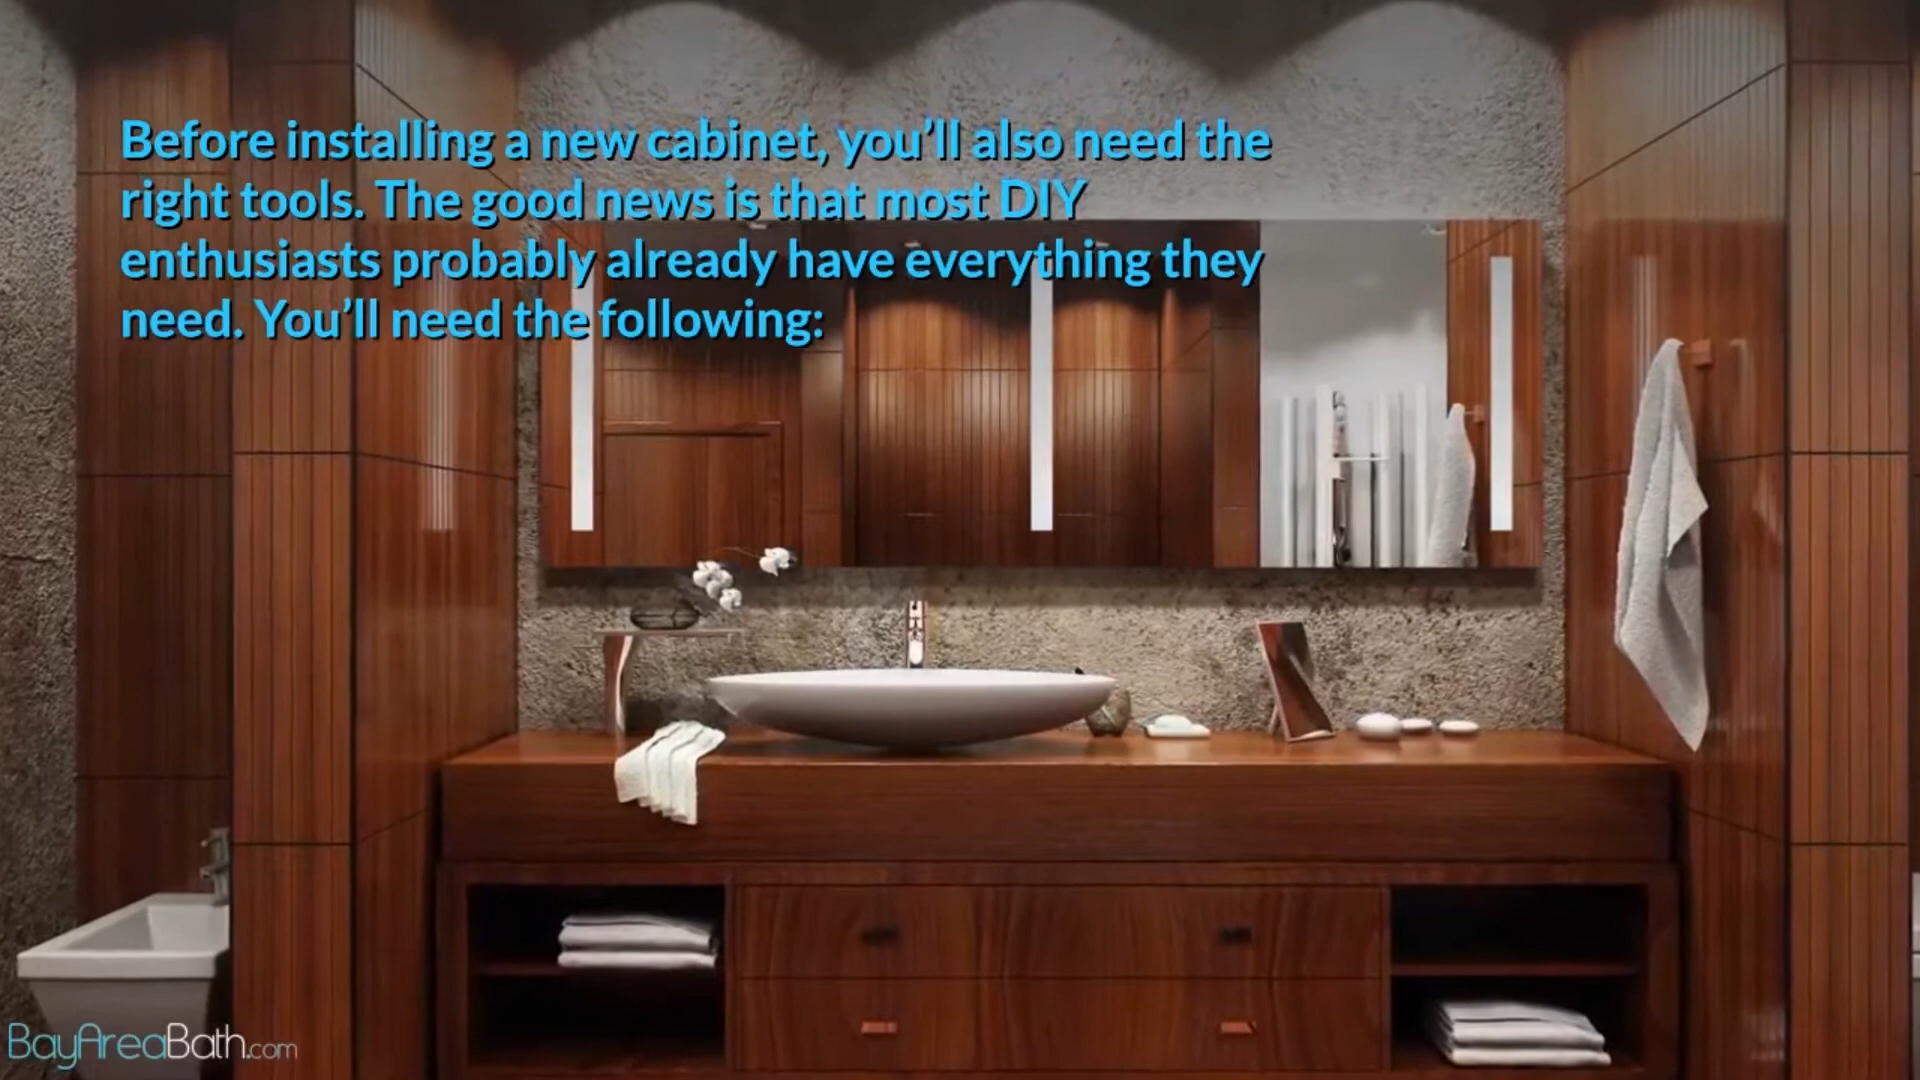 Before installing a new cabinet, you’ll also need the
right tools. The good news is that most DIY
enthusiasts probably already have everything they
need. You’ll need the following:
BayAreaBath.com